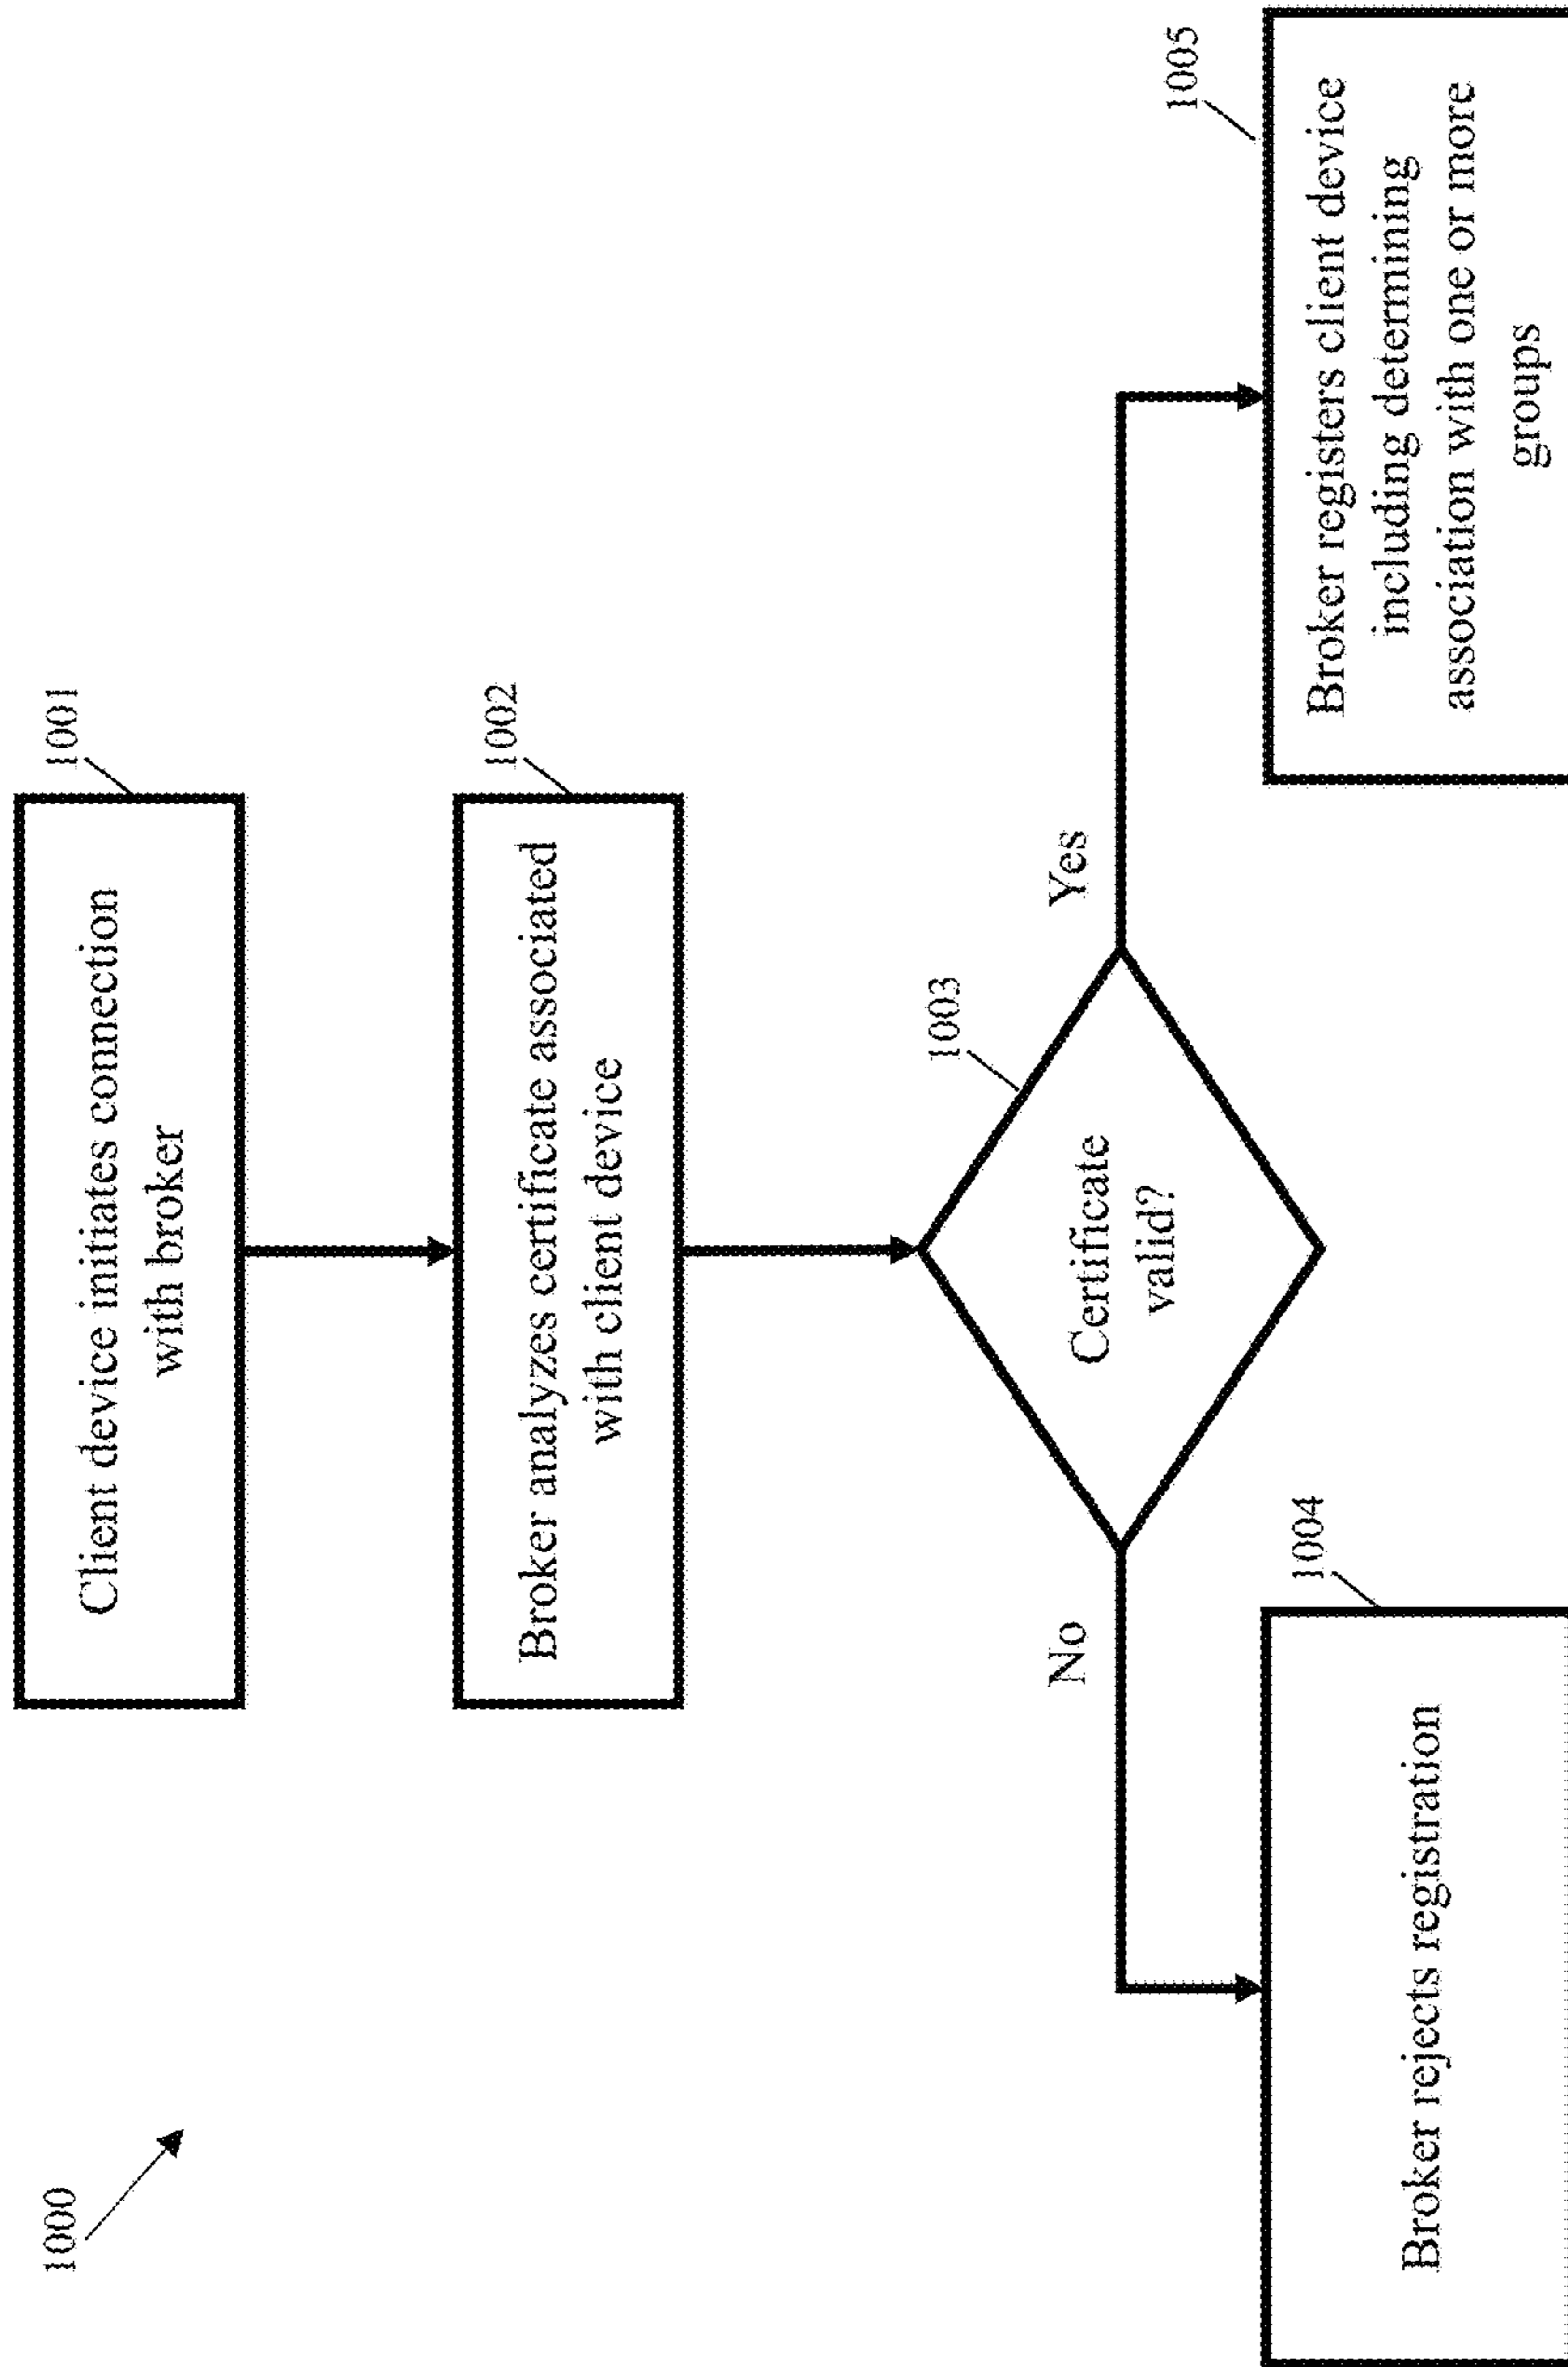 1000
1001
Client device initiates connection
with broker
1002
Broker analyzes certificate associated
with client device
1003
Certificate
valid?
No
Yes
1004
Broker rejects registration
1005
Broker registers client device
including determining
association with one or more
groups